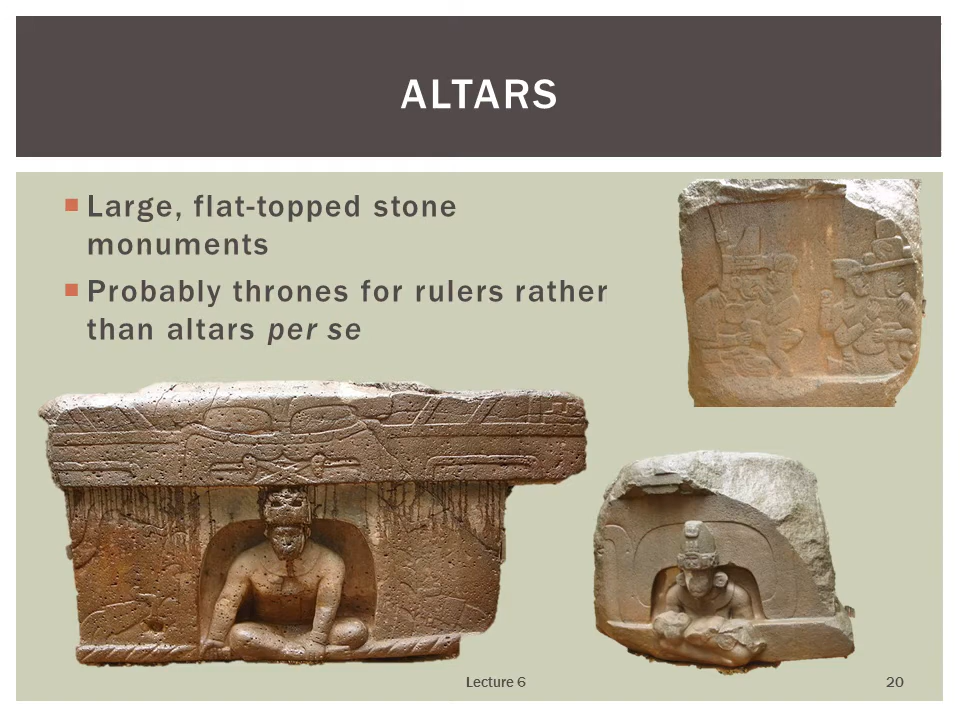 ALTARS
Large, flat-topped stone
monuments
Probably thrones for rulers rather
than altars per se
Lecture 6
20